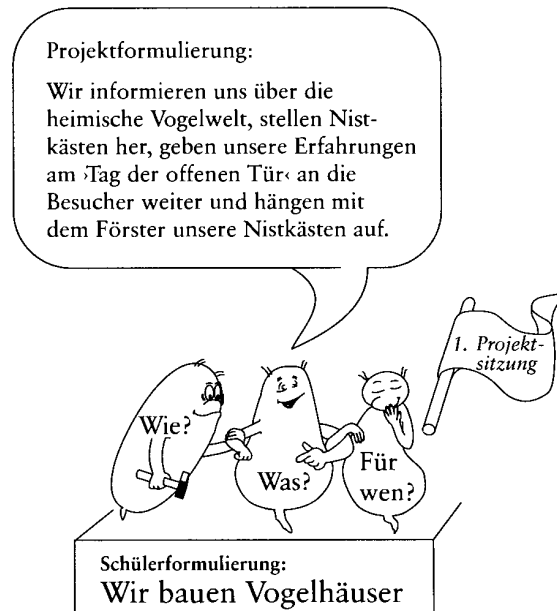 Projektformulierung:
Wir informieren uns über die
heimische Vogelwelt, stellen Nist-
kästen her, geben unsere Erfahrungen
am ›Tag der offenen Tür‹ an die
Besucher weiter und hängen mit
dem Förster unsere Nistkästen auf.
1. Projekt-
sitzung
Wie?
Was?
Für
wen?
Schülerformulierung:
Wir bauen Vogelhäuser